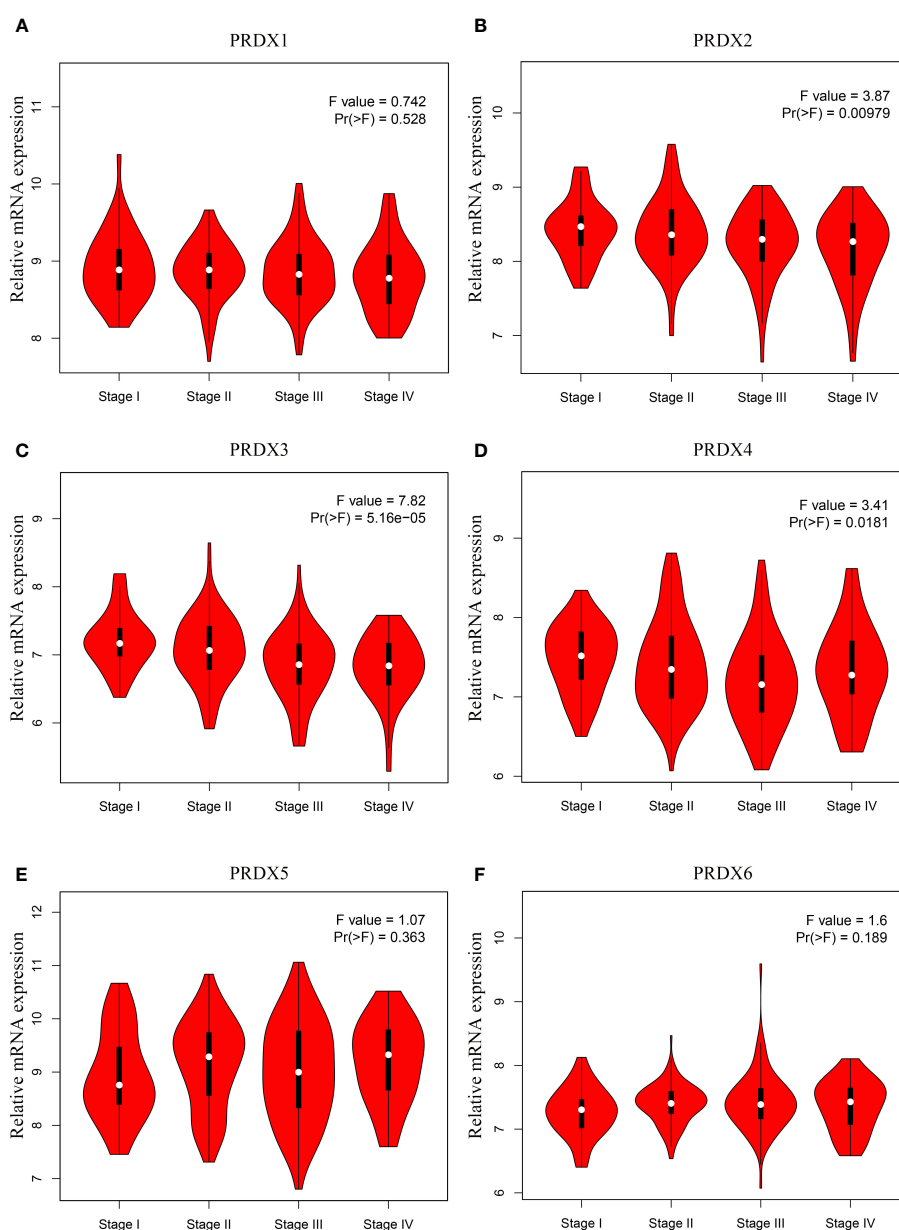 A
PRDX1
Relative mRNA expression
F value = 0.742
Pr(>F) = 0.528
11
10
9
8
Stage I
Stage II
Stage III
Stage IV
B
PRDX2
Relative mRNA expression
F value = 3.87
Pr(>F) = 0.00979
10
9
8
7
Stage I
Stage II
Stage III
Stage IV
C
PRDX3
Relative mRNA expression
F value = 7.82
Pr(>F) = 5.16e−05
9
8
7
6
Stage I
Stage II
Stage III
Stage IV
D
PRDX4
Relative mRNA expression
F value = 3.41
Pr(>F) = 0.0181
9
8
7
6
Stage I
Stage II
Stage III
Stage IV
E
PRDX5
Relative mRNA expression
F value = 1.07
Pr(>F) = 0.363
12
11
10
9
8
7
Stage I
Stage II
Stage III
Stage IV
F
PRDX6
Relative mRNA expression
F value = 1.6
Pr(>F) = 0.189
10
9
8
7
6
Stage I
Stage II
Stage III
Stage IV